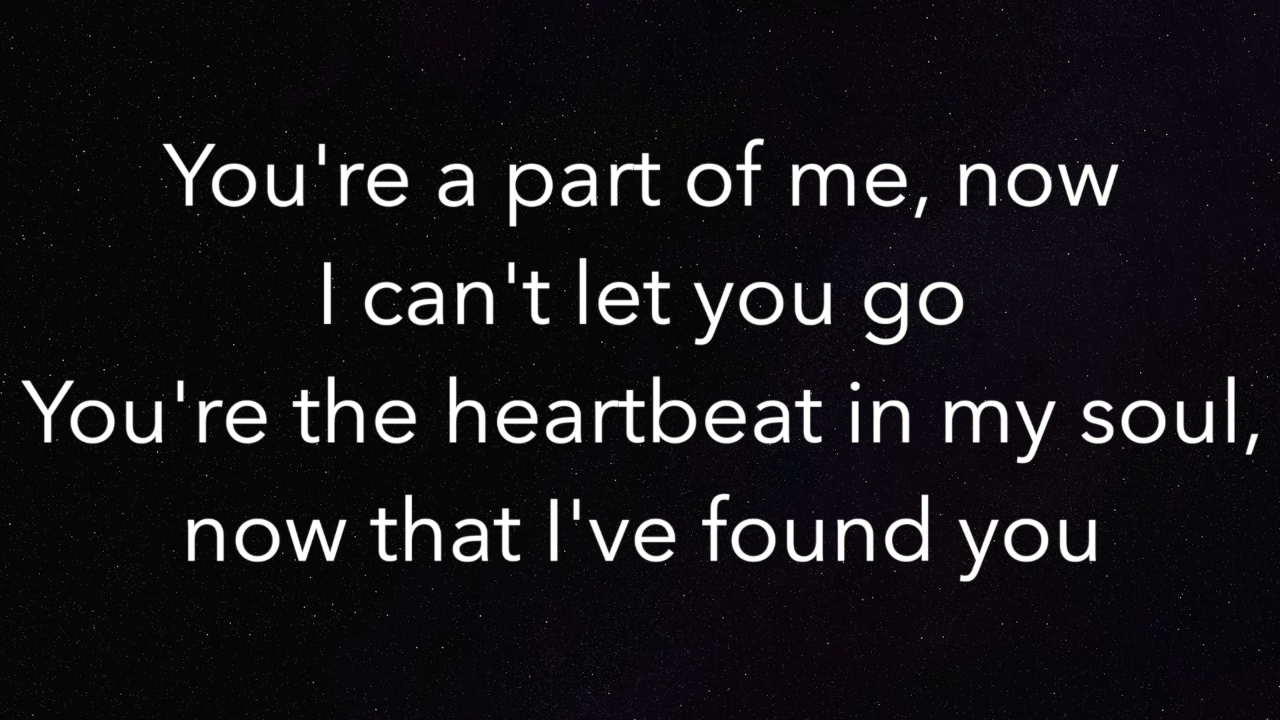 You're a part of me, now
I can't let you go
You're the heartbeat in my soul,
now that I've found you